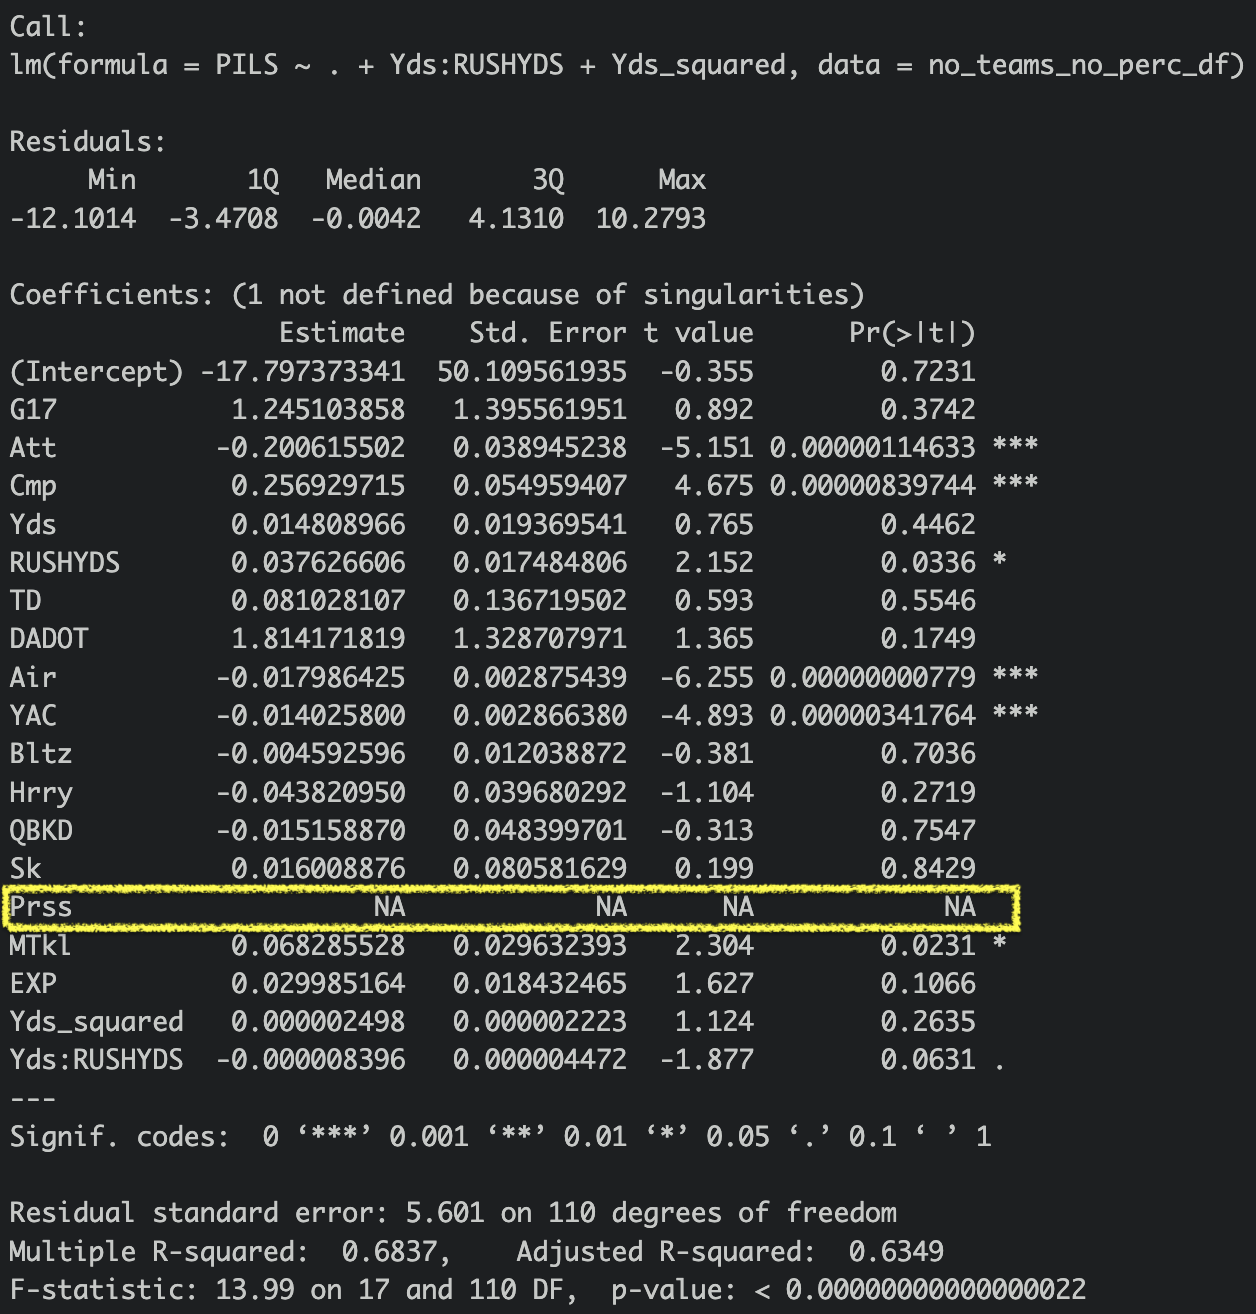 Call:
lm(formula = PILS ~ . + Yds:RUSHYDS + Yds_squared, data = no_teams_no_perc_df)
Residuals:
Min 1Q Median 3Q Max
-12.1014 -3.4708 -0.0042 4.1310 10.2793
Coefficients: (1 not defined because of singularities)
Estimate Std. Error t value Pr(>|t|)
(Intercept) -17.797373341 50.109561935 -0.355 0.7231
G17 1.245103858 1.395561951 0.892 0.3742
Att -0.200615502 0.038945238 -5.151 0.00000114633 ***
Cmp 0.256929715 0.054959407 4.675 0.00000839744 ***
Yds 0.014808966 0.019369541 0.765 0.4462
RUSHYDS 0.037626606 0.017484806 2.152 0.0336 *
TD 0.081028107 0.136719502 0.593 0.5546
DADOT 1.814171819 1.328707971 1.365 0.1749
Air -0.017986425 0.002875439 -6.255 0.00000000779 ***
YAC -0.014025800 0.002866380 -4.893 0.00000341764 ***
Bltz -0.004592596 0.012038872 -0.381 0.7036
Hrry -0.043820950 0.039680292 -1.104 0.2719
QBKD -0.015158870 0.048399701 -0.313 0.7547
Sk 0.016008876 0.080581629 0.199 0.8429
Prss NA NA NA NA
MTkl 0.068285528 0.029632393 2.304 0.0231 *
EXP 0.029985164 0.018432465 1.627 0.1066
Yds_squared 0.000002498 0.000002223 1.124 0.2635
Yds:RUSHYDS -0.000008396 0.000004472 -1.877 0.0631 .
---
Signif. codes: 0 ‘***’ 0.001 ‘**’ 0.01 ‘*’ 0.05 ‘.’ 0.1 ‘ ’ 1
Residual standard error: 5.601 on 110 degrees of freedom
Multiple R-squared: 0.6837, Adjusted R-squared: 0.6349
F-statistic: 13.99 on 17 and 110 DF, p-value: < 0.00000000000000022